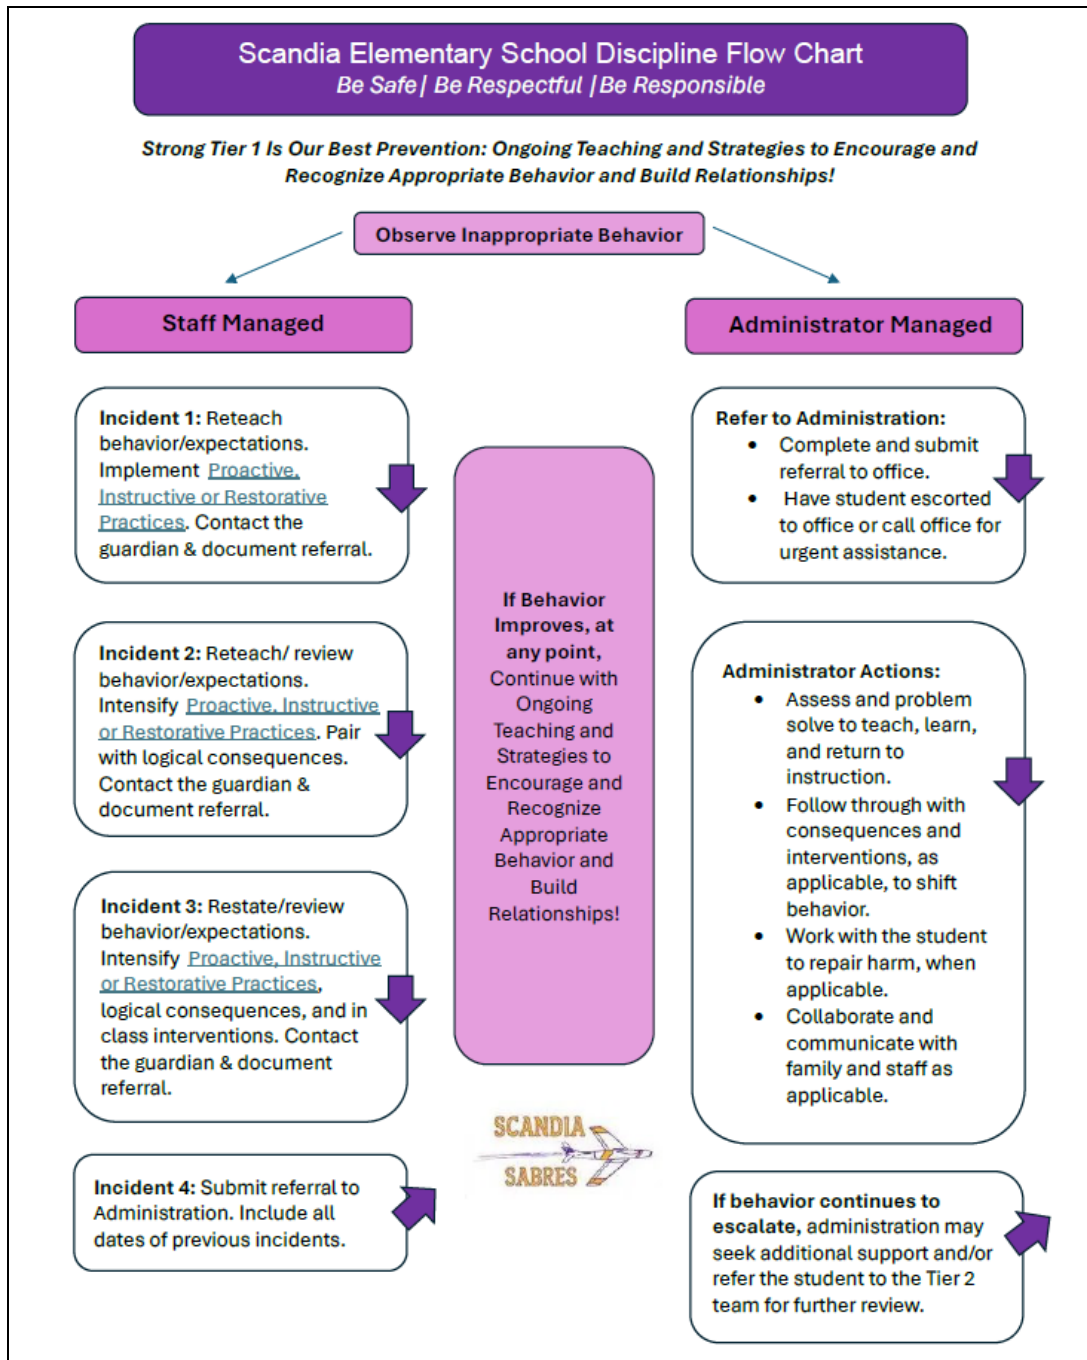 Scandia Elementary School Discipline Flow Chart
Be Safe| Be Respectful |Be Responsible
Strong Tier 1 Is Our Best Prevention: Ongoing Teaching and Strategies to Encourage and
Recognize Appropriate Behavior and Build Relationships!
Observe Inappropriate Behavior
Staff Managed
Incident 1: Reteach
behavior/expectations.
Implement Proactive,
Instructive or Restorative
Practices. Contact the
guardian & document referral.
Incident 2: Reteach/ review
behavior/expectations.
Intensify Proactive, Instructive
or Restorative Practices. Pair
with logical consequences.
Contact the guardian &
document referral.
Incident 3: Restate/review
behavior/expectations.
Intensify Proactive, Instructive
or Restorative Practices,
logical consequences, and in
class interventions. Contact
the guardian & document
referral.
Incident 4: Submit referral to
Administration. Include all
dates of previous incidents.
If Behavior
Improves, at
any point,
Continue with
Ongoing
Teaching and
Strategies to
Encourage and
Recognize
Appropriate
Behavior and
Build
Relationships!
SCANDIA
SABRES
Administrator Managed
Refer to Administration:
• Complete and submit
referral to office.
• Have student escorted
to office or call office for
urgent assistance.
Administrator Actions:
• Assess and problem
solve to teach, learn,
and return to
instruction.
• Follow through with
consequences and
interventions, as
applicable, to shift
behavior.
• Work with the student
to repair harm, when
applicable.
• Collaborate and
communicate with
family and staff as
applicable.
If behavior continues to
escalate, administration may
seek additional support and/or
refer the student to the Tier 2
team for further review.